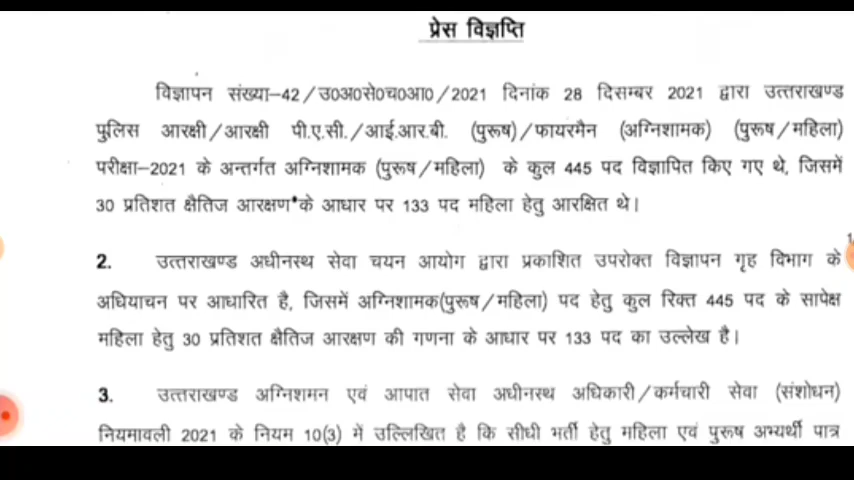 प्रेस विज्ञप्ति
विज्ञापन संख्या–42/उ0अ0से0च0आ0/2021 दिनांक 28 दिसम्बर 2021 द्वारा उत्तराखण्ड
पुलिस आरक्षी/आरक्षी पी.ए.सी./आई.आर.बी. (पुरूष)/फायरमैन (अग्निशामक) (पुरूष/महिला)
परीक्षा–2021 के अन्तर्गत अग्निशामक (पुरूष/महिला) के कुल 445 पद विज्ञापित किए गए थे, जिसमें
30 प्रतिशत क्षैतिज आरक्षण के आधार पर 133 पद महिला हेतु आरक्षित थे।
2. उत्तराखण्ड अधीनस्थ सेवा चयन आयोग द्वारा प्रकाशित उपरोक्त विज्ञापन गृह विभाग के
अधियाचन पर आधारित है, जिसमें अग्निशामक(पुरूष/महिला) पद हेतु कुल रिक्त 445 पद के सापेक्ष
महिला हेतु 30 प्रतिशत क्षैतिज आरक्षण की गणना के आधार पर 133 पद का उल्लेख है।
3. उत्तराखण्ड अग्निशमन एवं आपात सेवा अधीनस्थ अधिकारी/कर्मचारी सेवा (संशोधन)
नियमावली 2021 के नियम 10(3) में उल्लिखित है कि सीधी भर्ती हेतु महिला एवं पुरूष अभ्यर्थी पात्र